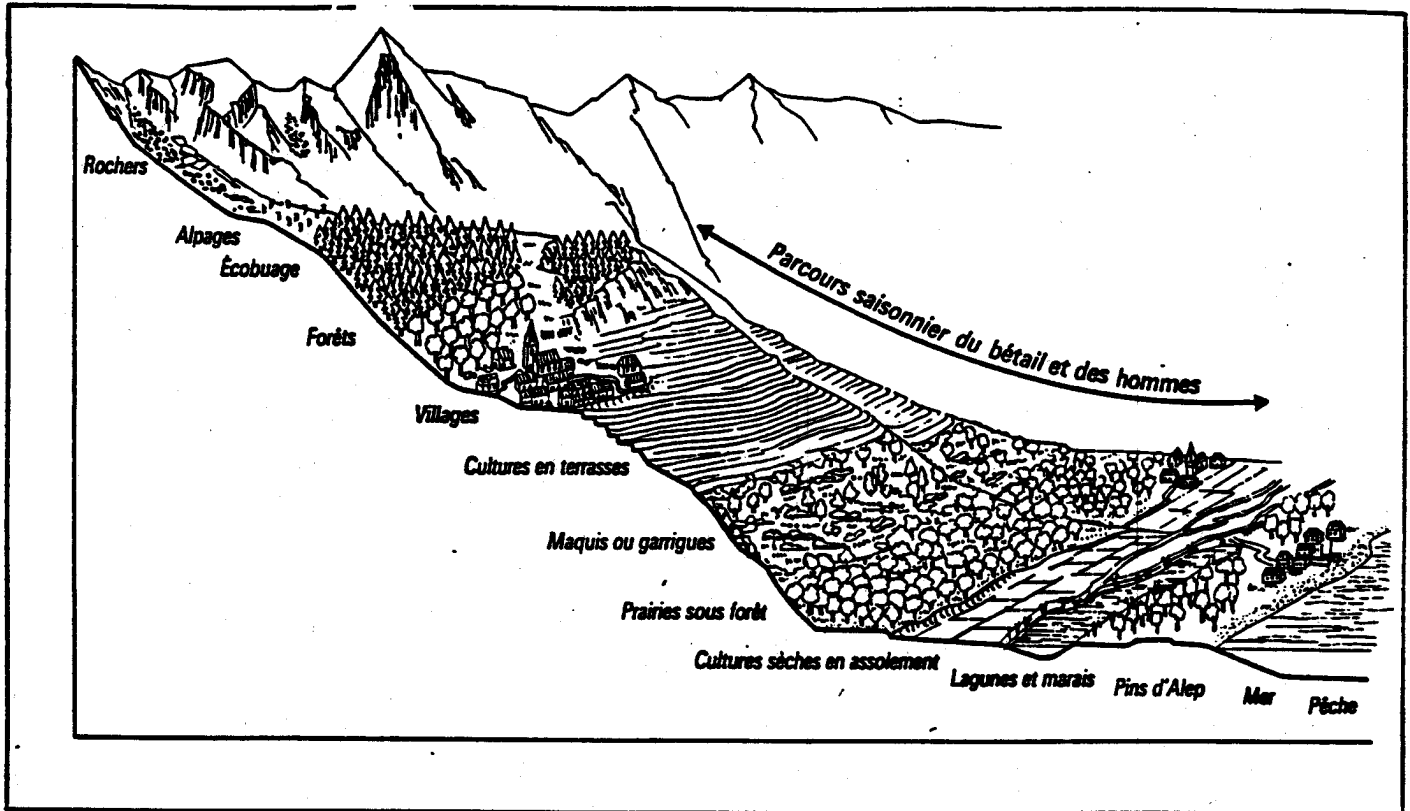 Rochers
Alpages
Écobuage
Forêts
Villages
Cultures en terrasses
Maquis ou garrigues
Prairies sous forêt
Cultures sèches en assolement
Lagunes et marais
Pins d'Alep
Mer
Pêche
Parcours saisonnier du bétail et des hommes